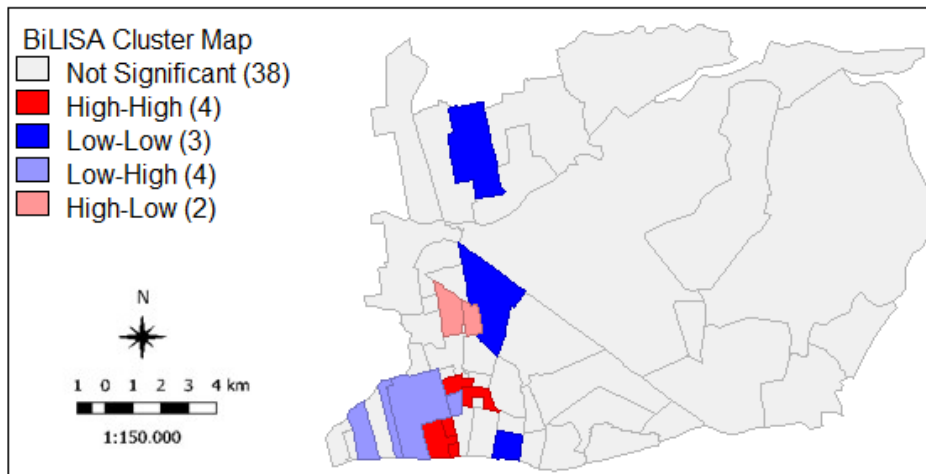 BiLISA Cluster Map
Not Significant (38)
High-High (4)
Low-Low (3)
Low-High (4)
High-Low (2)
N
1 0 1 2 3 4 km
1:150.000